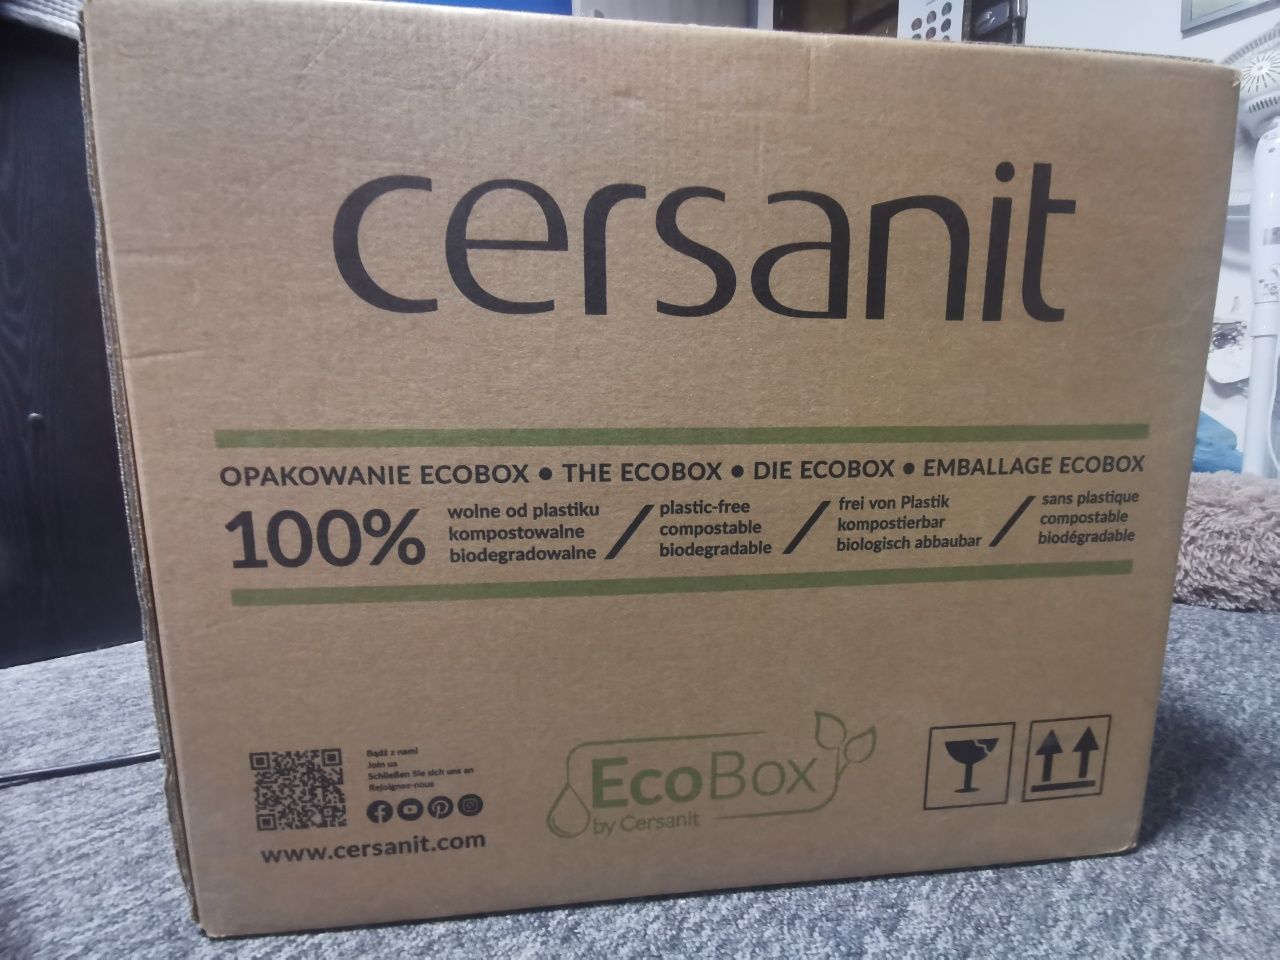 cersanit
OPAKOWANIE ECOBOX ● THE ECOBOX ● DIE ECOBOX ● EMBALLAGE ECOBOX
100%
wolne od plastiku
kompostowalne
biodegradowalne
/
plastic-free
compostable
biodegradable
/
frei von Plastik
kompostierbar
biologisch abbaubar
/
sans plastique
compostable
biodégradable
Bądź z nami
Join us
Schließen Sie sich uns an
Rejoignez-nous
www.cersanit.com
EcoBox
by Cersanit